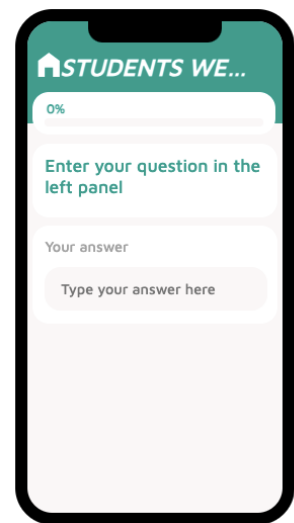 STUDENTS WE...
0%
Enter your question in the
left panel
Your answer
Type your answer here